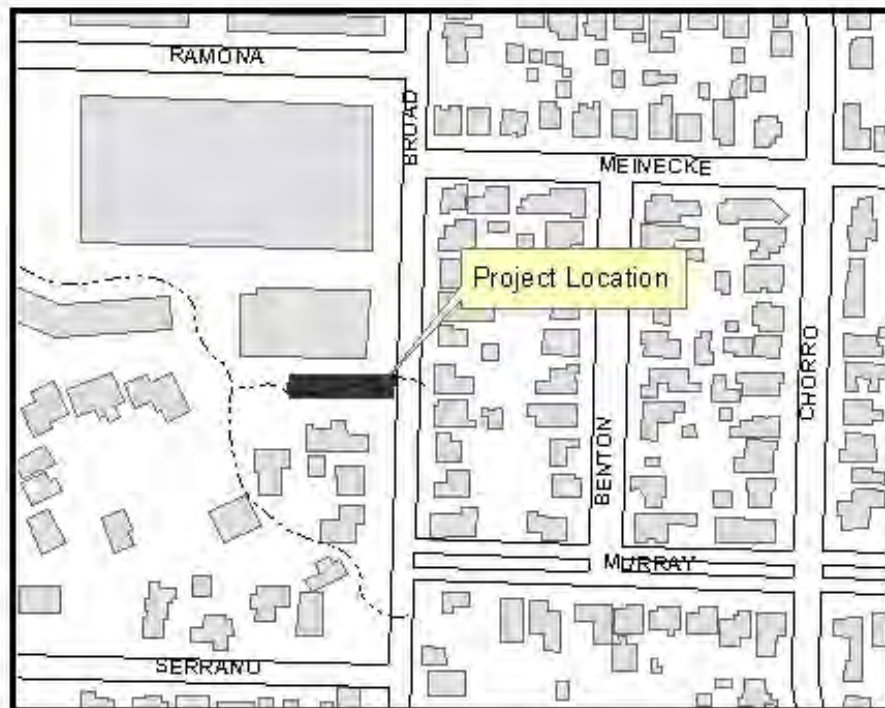 RAMONA
BROAD
MEINECKE
Project Location
CHORRO
BENTON
MURRAY
SERRANO